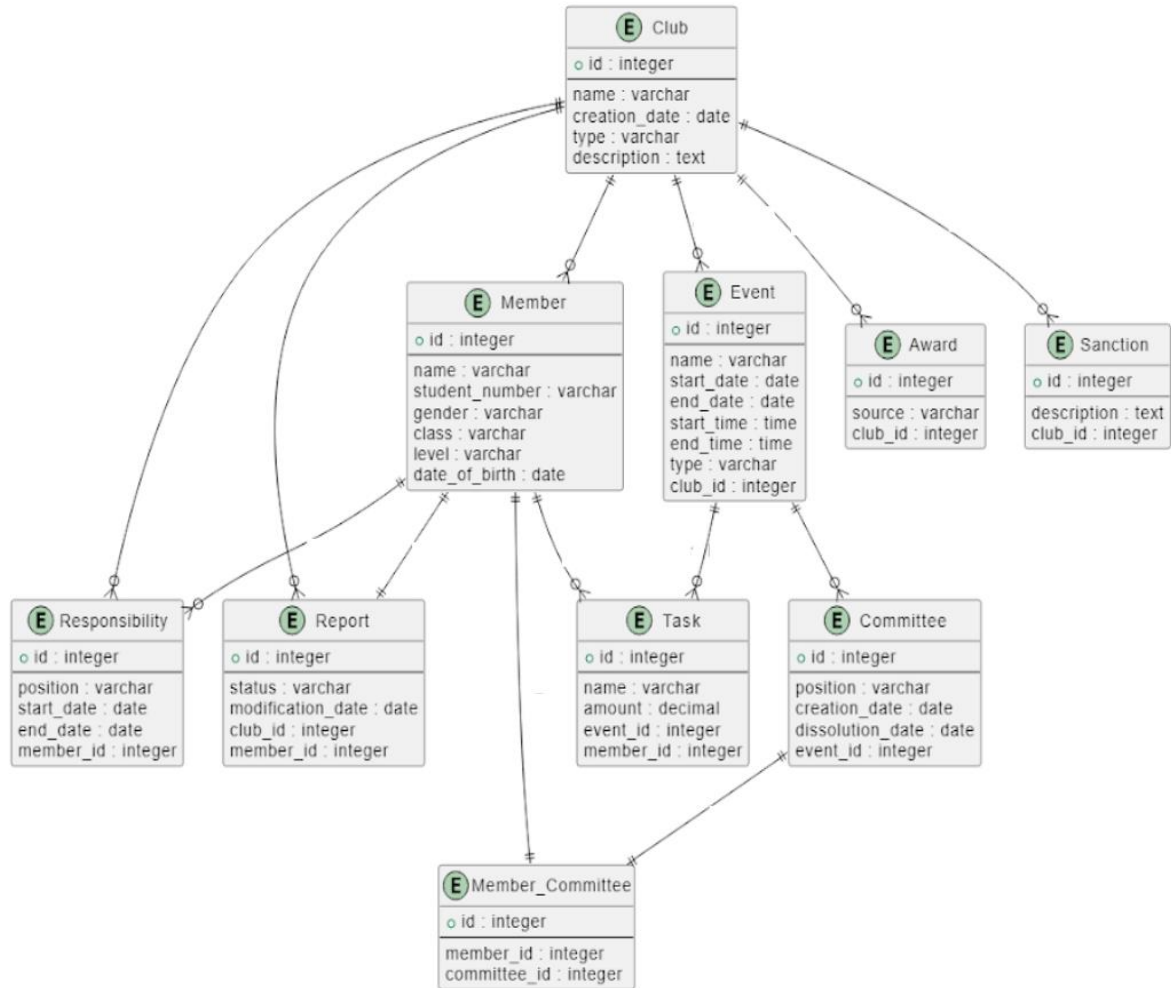 E Club
id : integer
name : varchar
creation_date : date
type : varchar
description : text
E Member
id : integer
name : varchar
student_number : varchar
gender : varchar
class : varchar
level : varchar
date_of_birth : date
E Event
id : integer
name : varchar
start_date : date
end_date : date
start_time : time
end_time : time
type : varchar
club_id : integer
E Award
id : integer
source : varchar
club_id : integer
E Sanction
id : integer
description : text
club_id : integer
E Responsibility
id : integer
position : varchar
start_date : date
end_date : date
member_id : integer
E Report
id : integer
status : varchar
modification_date : date
club_id : integer
member_id : integer
E Task
id : integer
name : varchar
amount : decimal
event_id : integer
member_id : integer
E Committee
id : integer
position : varchar
creation_date : date
dissolution_date : date
event_id : integer
E Member_Committee
id : integer
member_id : integer
committee_id : integer